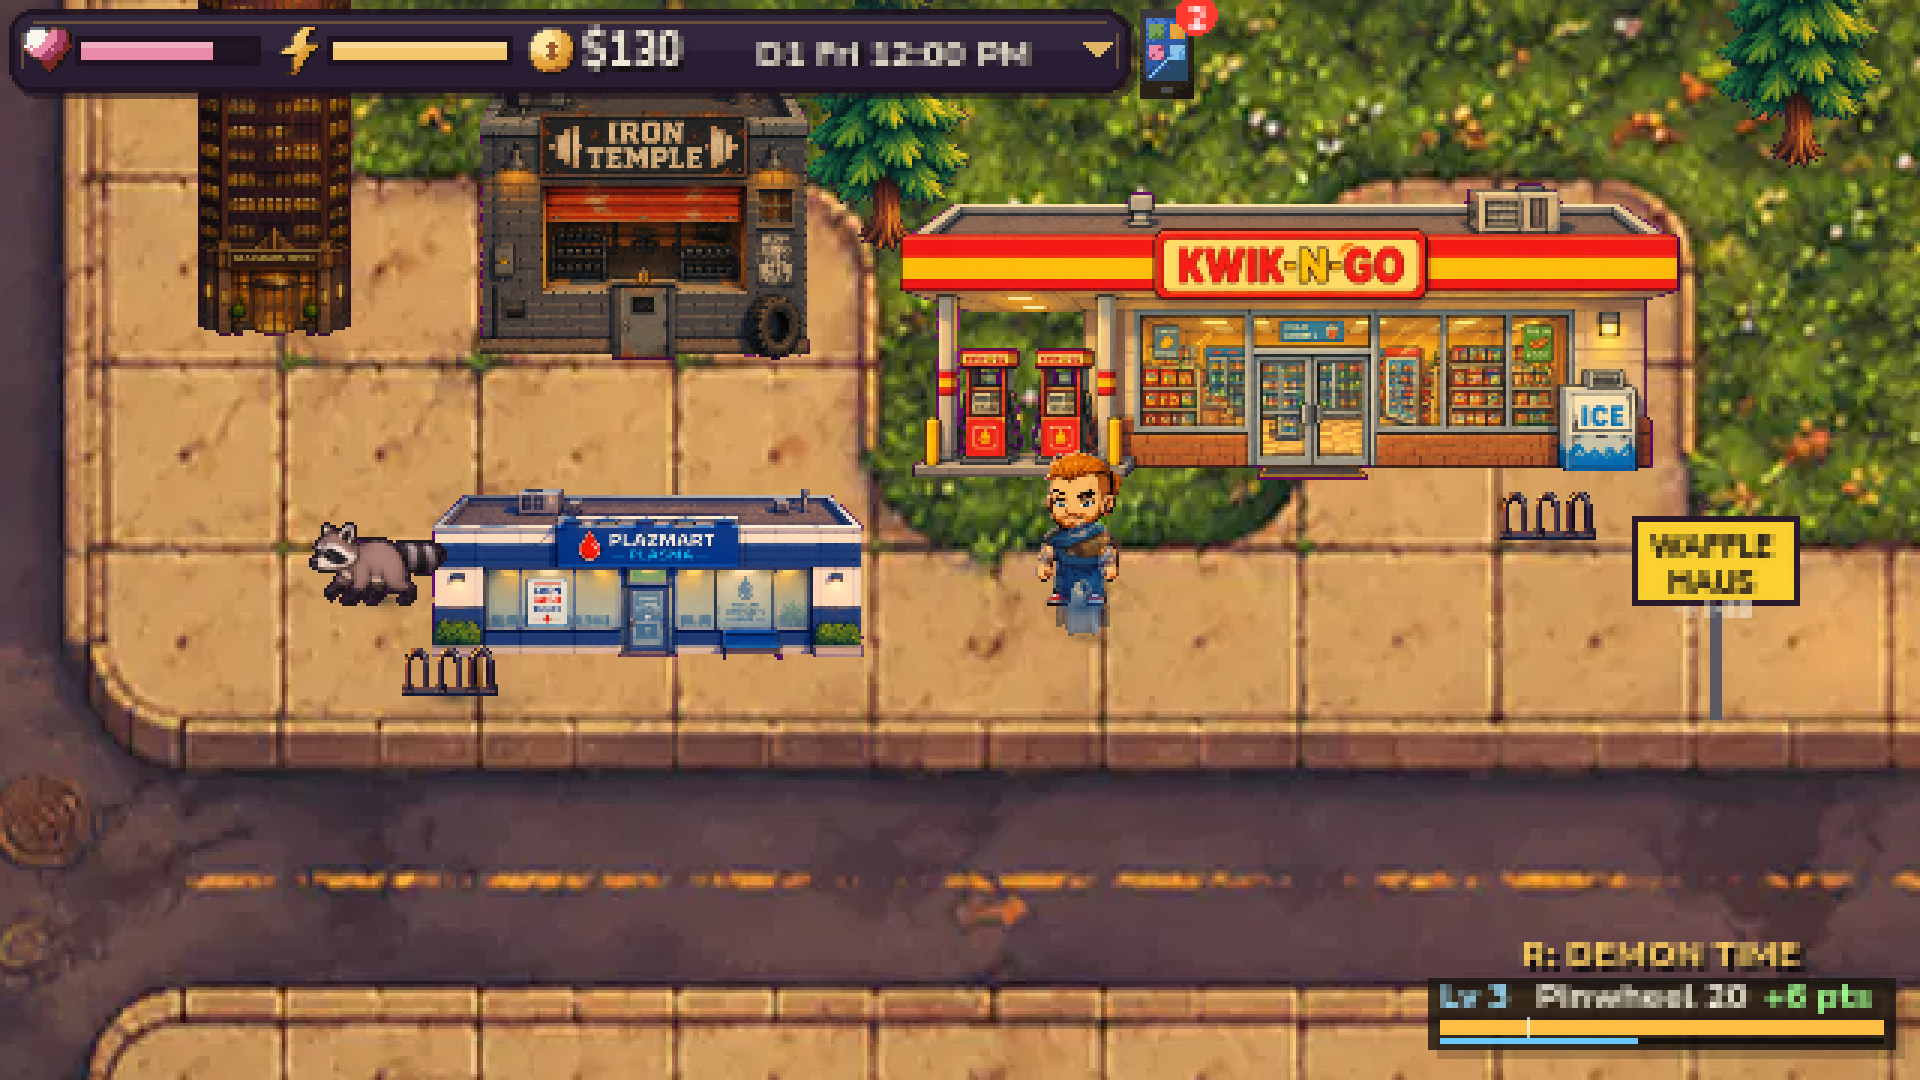 $130
D1 Fri 12:00 PM
2
IRON
TEMPLE
KWIK-N-GO
ICE
PLAZMART
PLASMA
WAFFLE
HAUS
R: DEMON TIME
Lv 3 Pinwheel 20 +6 pts